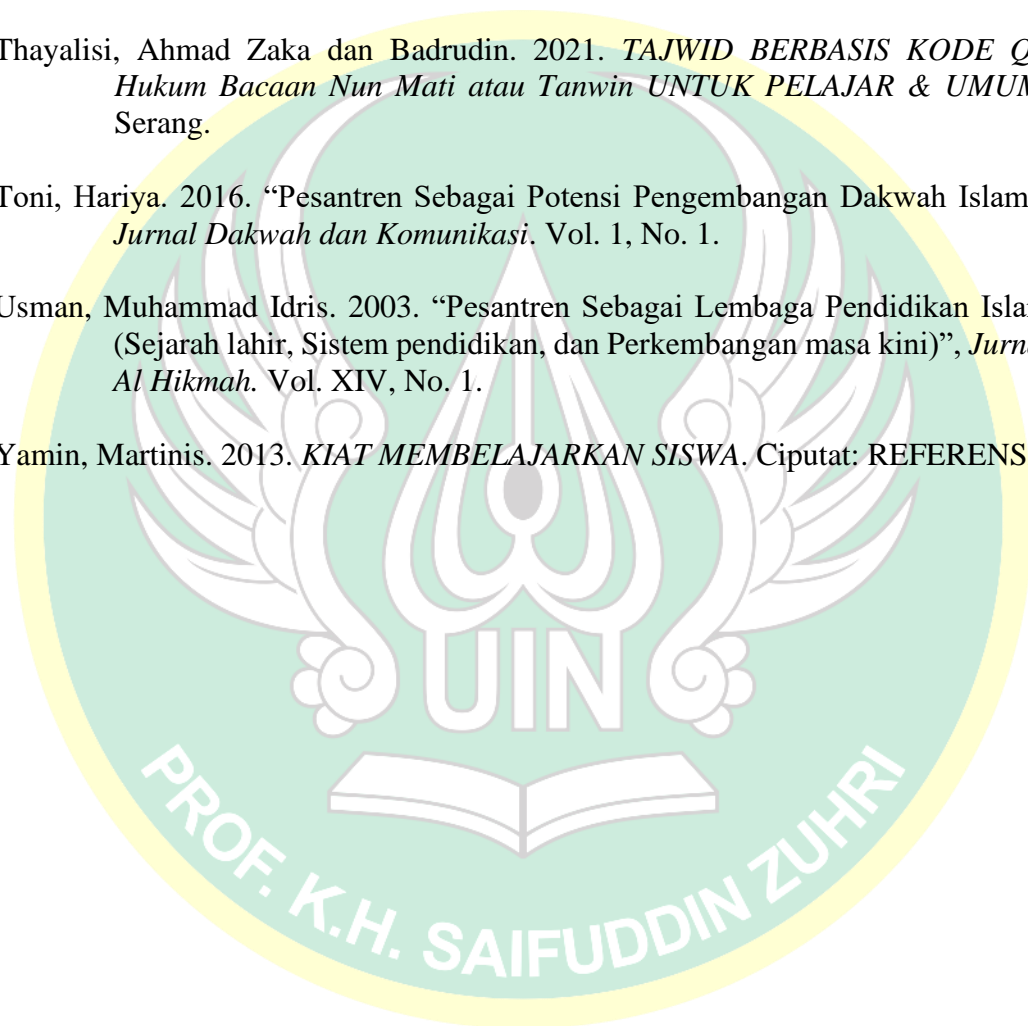 Thayalisi, Ahmad Zaka dan Badrudin. 2021. TAJWID BERBASIS KODE Q
Hukum Bacaan Nun Mati atau Tanwin UNTUK PELAJAR & UMUM
Serang.
Toni, Hariya. 2016. “Pesantren Sebagai Potensi Pengembangan Dakwah Islam
Jurnal Dakwah dan Komunikasi. Vol. 1, No. 1.
Usman, Muhammad Idris. 2003. “Pesantren Sebagai Lembaga Pendidikan Isla
(Sejarah lahir, Sistem pendidikan, dan Perkembangan masa kini)”, Jurn
Al Hikmah. Vol. XIV, No. 1.
Yamin, Martinis. 2013. KIAT MEMBELAJARKAN SISWA. Ciputat: REFERENS
UIN
PROF. K.H. SAIFUDDIN ZUHRI